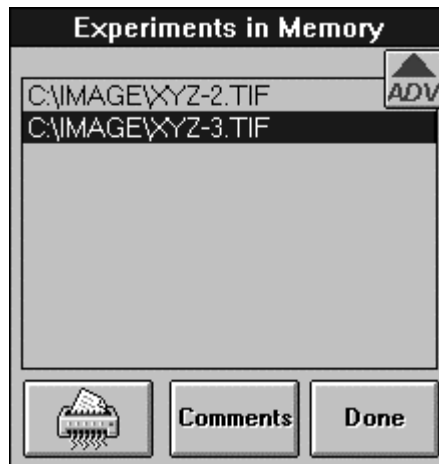 Experiments in Memory
ADV
C:\IMAGE\XYZ-2.TIF
C:\IMAGE\XYZ-3.TIF
Comments
Done